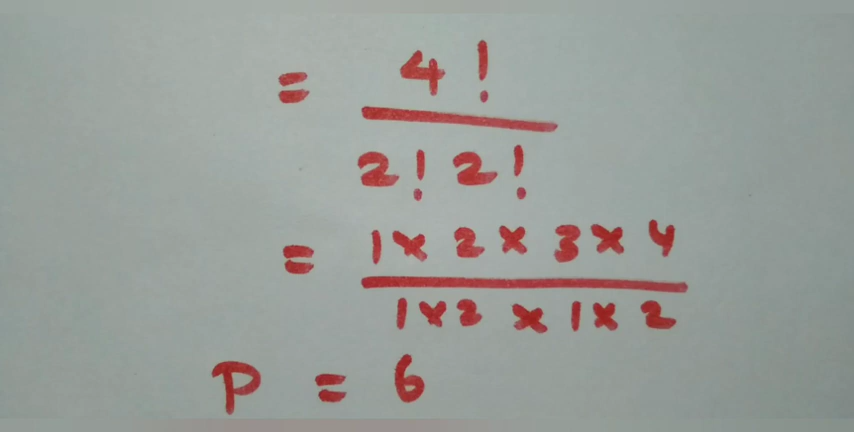 = 4!
2! 2!
= 1 × 2 × 3 × 4
1 × 2 × 1 × 2
P = 6